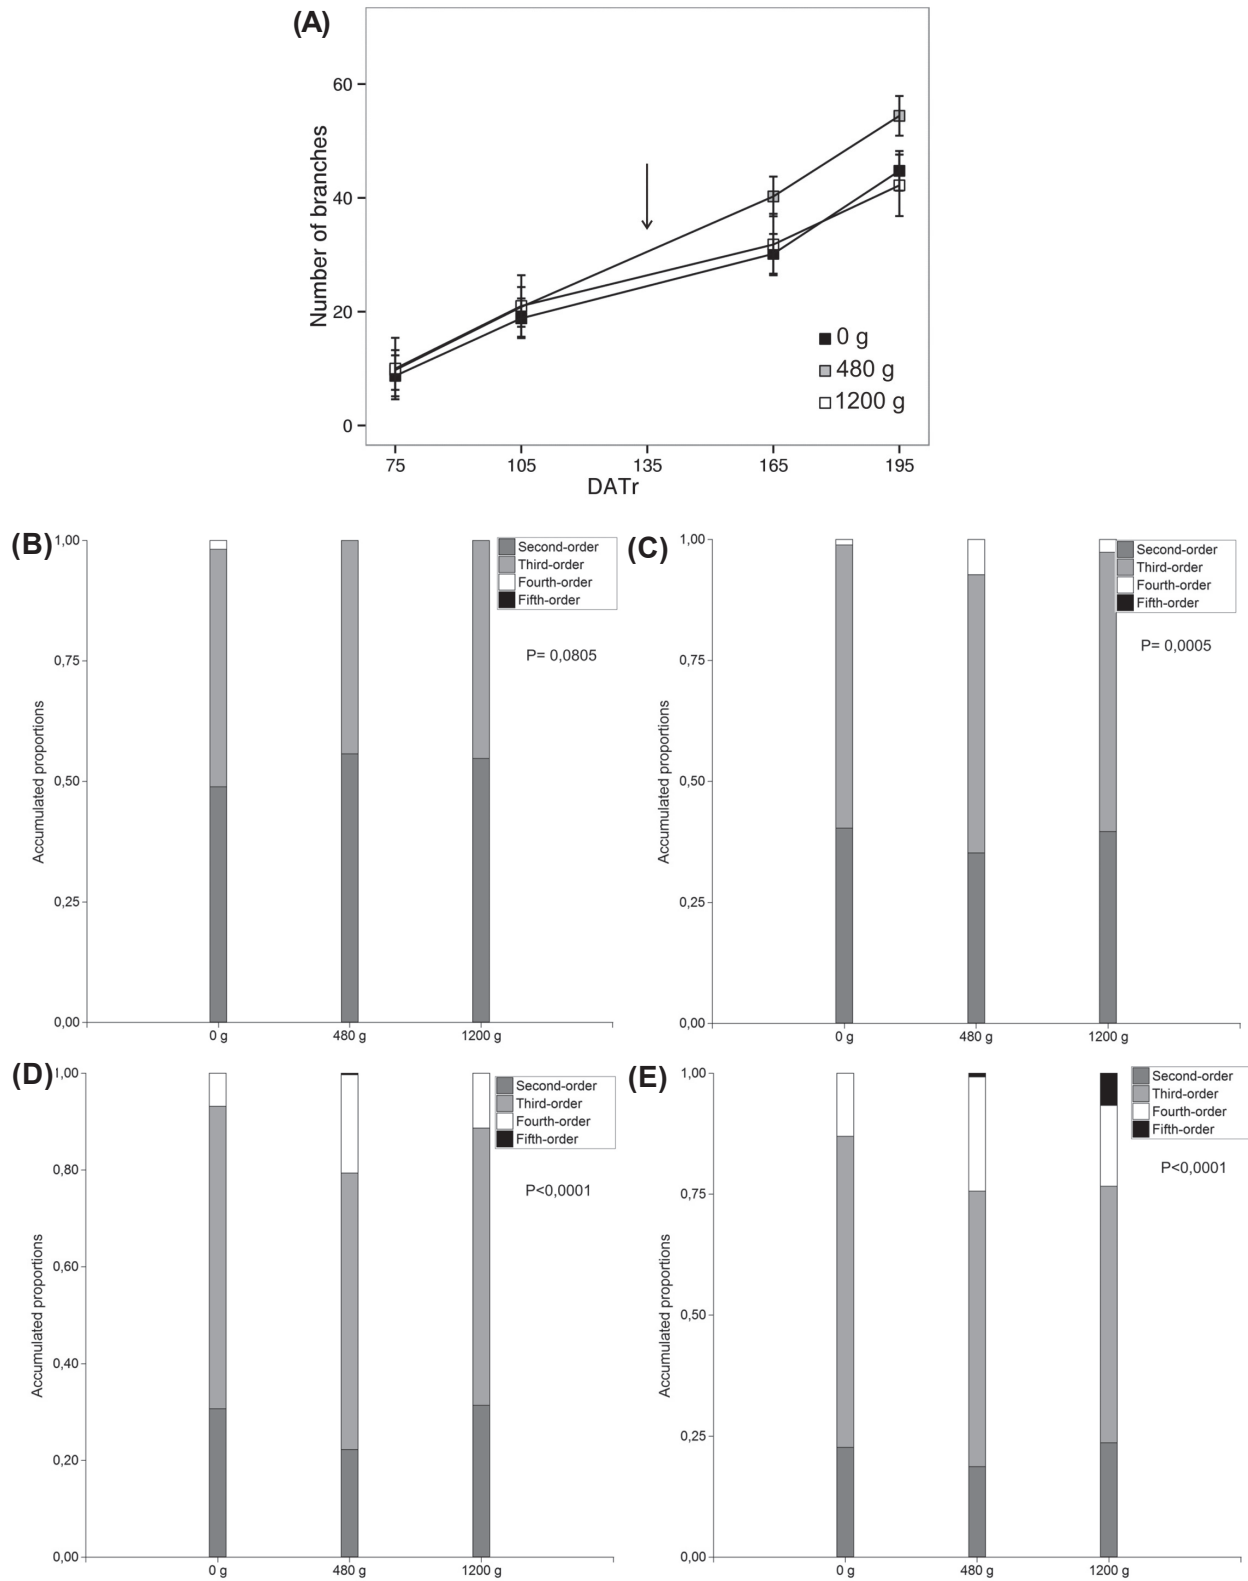 (A)
Number of branches
60
40
20
0
0 g
480 g
1200 g
75 105 135 165 195
DATr
(B)
Accumulated proportions
1,00
0,75
0,50
0,25
0,00
Second-order
Third-order
Fourth-order
Fifth-order
P= 0,0805
0 g 480 g 1200 g
(C)
Accumulated proportions
1,00
0,75
0,50
0,25
0,00
Second-order
Third-order
Fourth-order
Fifth-order
P= 0,0005
0 g 480 g 1200 g
(D)
Accumulated proportions
1,00
0,80
0,60
0,40
0,20
0,00
Second-order
Third-order
Fourth-order
Fifth-order
P<0,0001
0 g 480 g 1200 g
(E)
Accumulated proportions
1,00
0,75
0,50
0,25
0,00
Second-order
Third-order
Fourth-order
Fifth-order
P<0,0001
0 g 480 g 1200 g